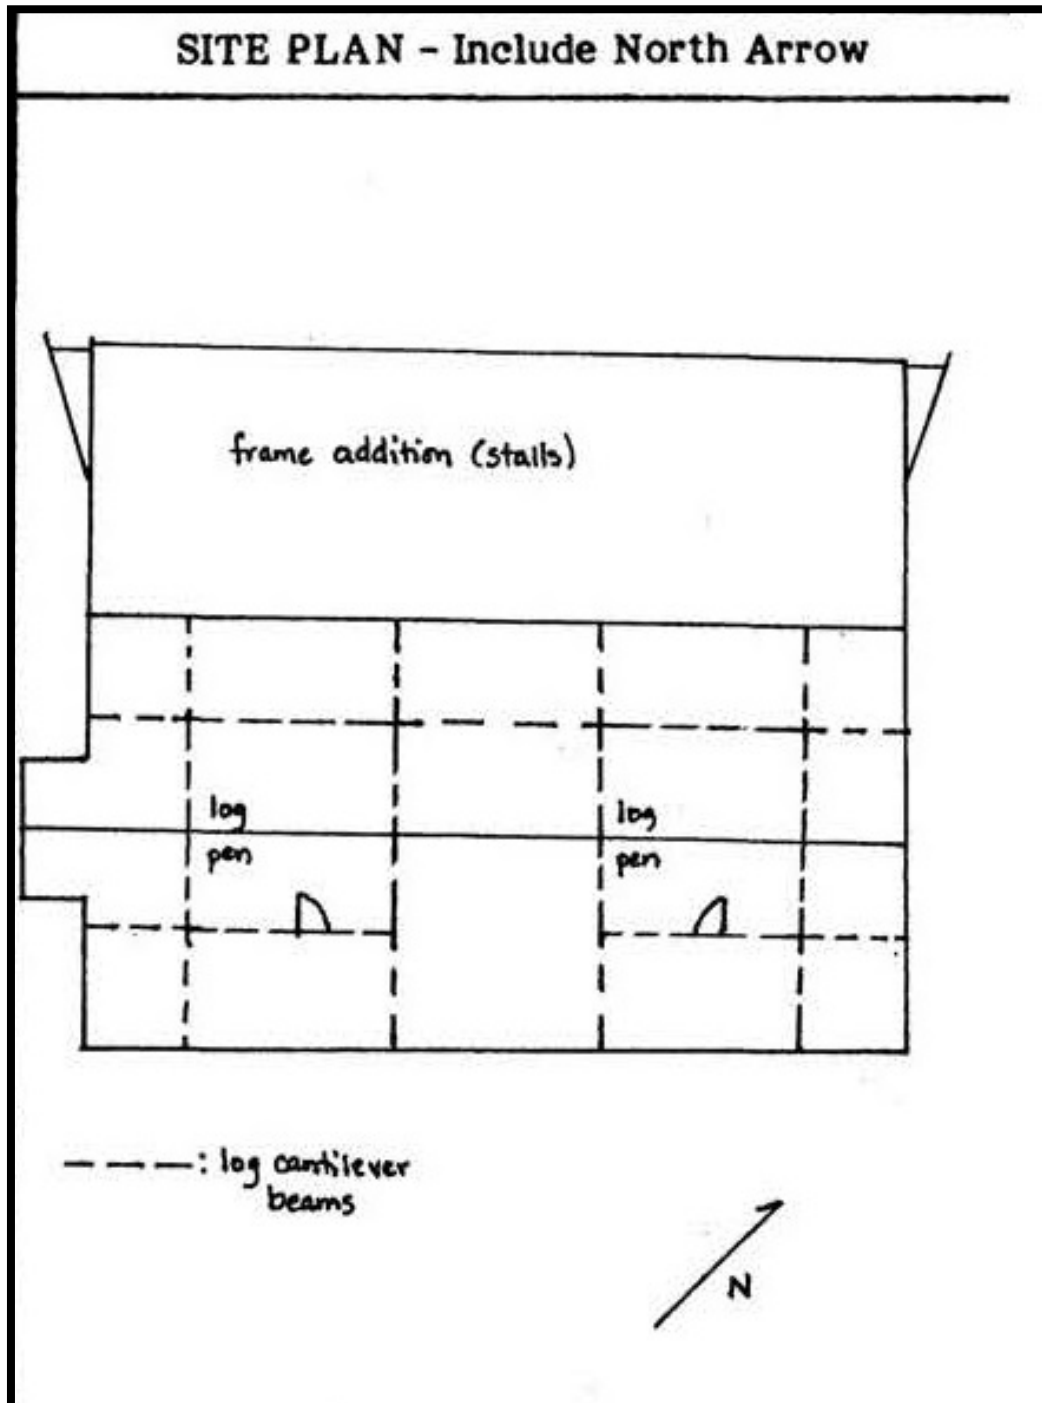 SITE PLAN - Include North Arrow
frame addition (stalls)
log
pen
log
pen
: log cantilever
beams
N